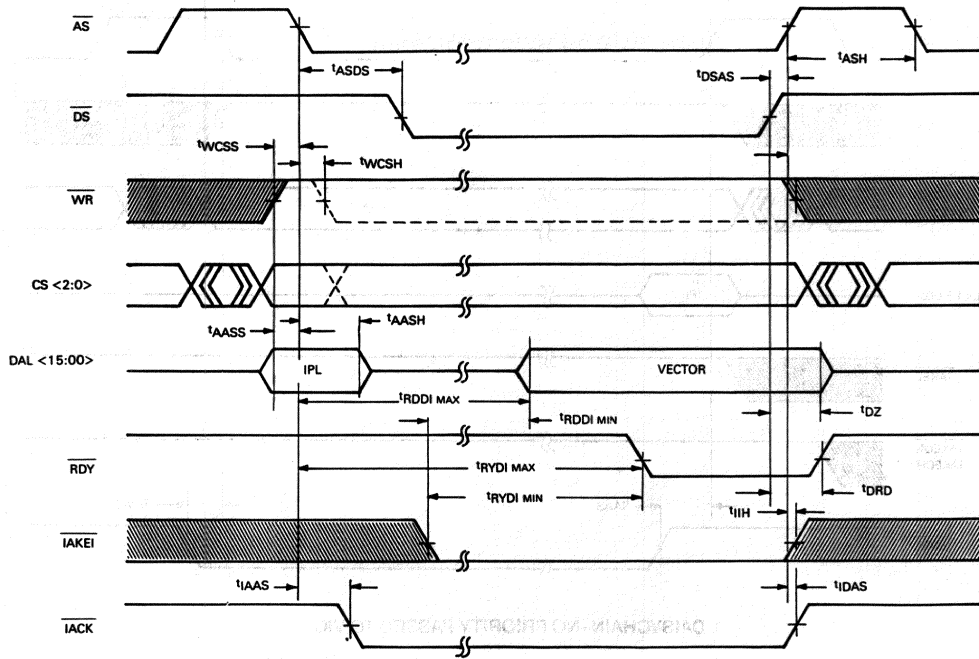 AS
tASH
tASDS
tDSAS
DS
tWCSS
tWCSH
WR
CS <2:0>
tAASS
tAASH
DAL <15:00>
IPL
VECTOR
tRDDI MAX
tRDDI MIN
tDZ
RDY
tRYDI MAX
tRYDI MIN
tDRD
tIIH
IAKEI
tIAAS
tIDAS
IACK